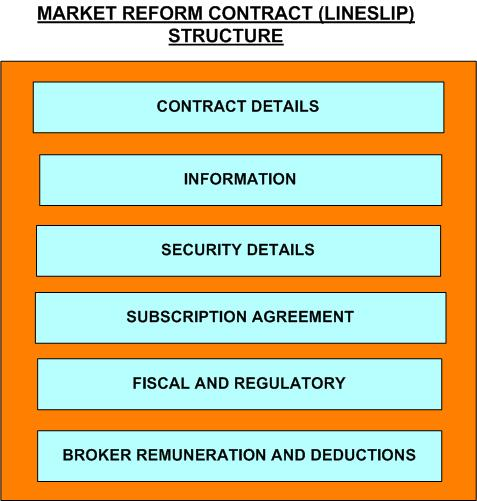 MARKET REFORM CONTRACT (LINESLIP)
STRUCTURE
CONTRACT DETAILS
INFORMATION
SECURITY DETAILS
SUBSCRIPTION AGREEMENT
FISCAL AND REGULATORY
BROKER REMUNERATION AND DEDUCTIONS